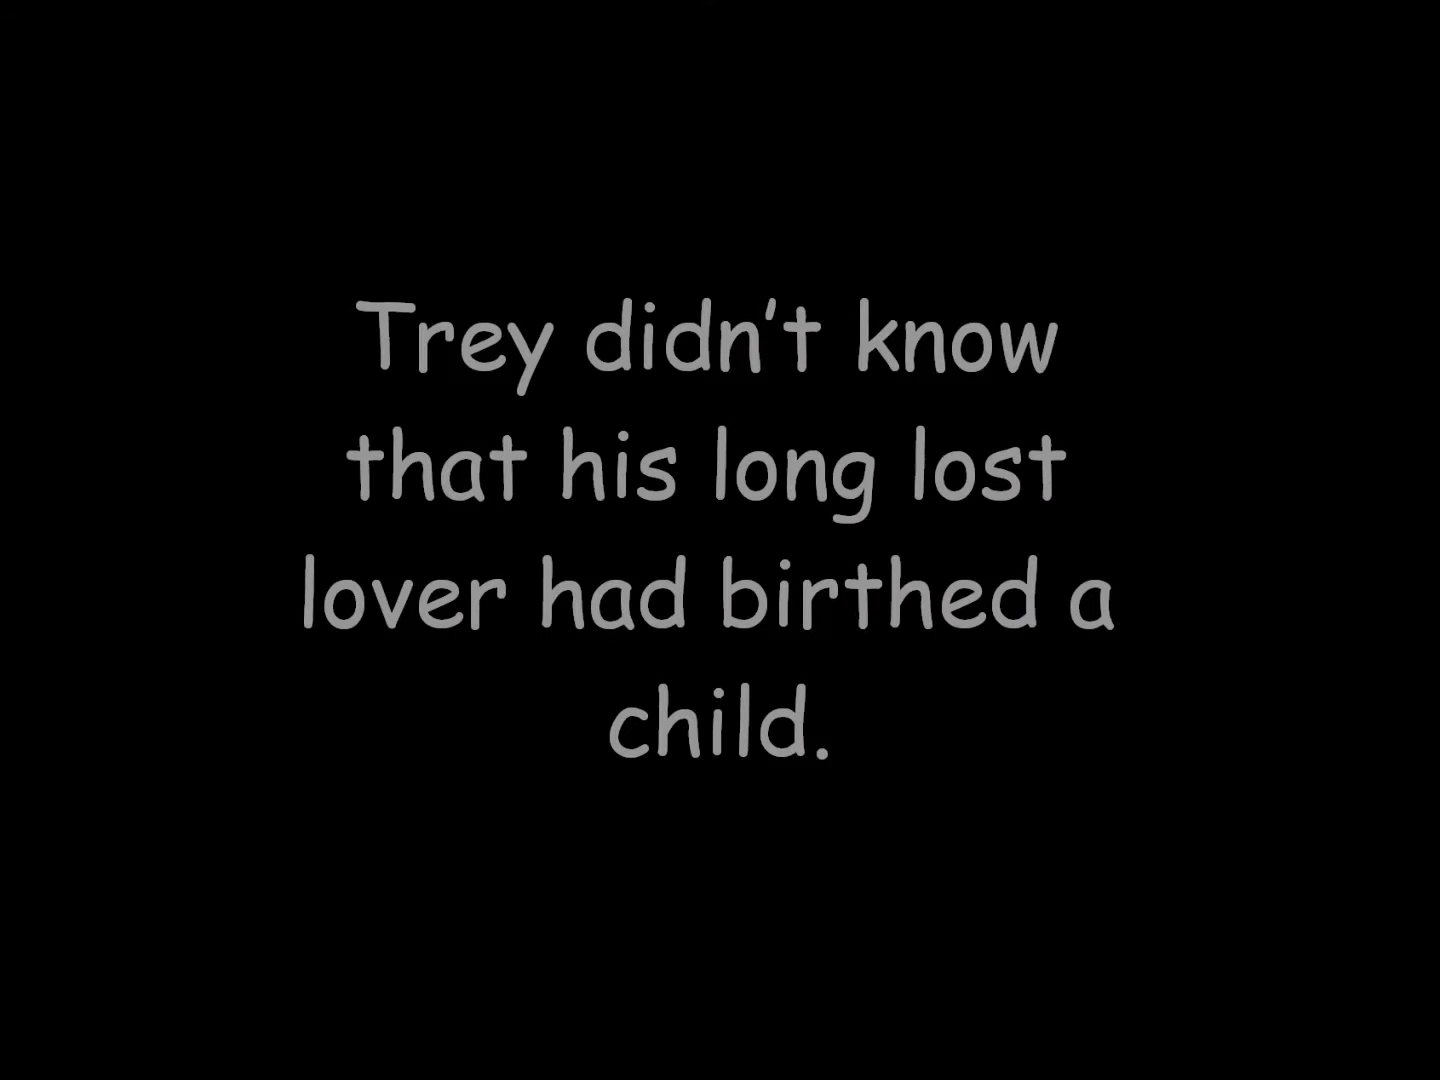 Trey didn’t know
that his long lost
lover had birthed a
child.